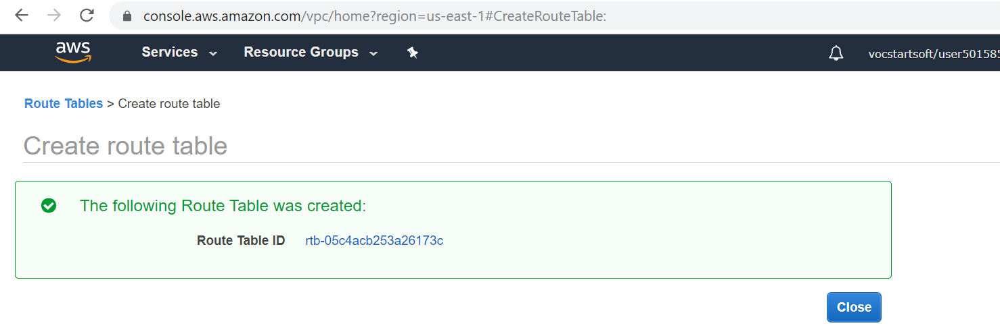 console.aws.amazon.com/vpc/home?region=us-east-1#CreateRouteTable:
aws Services Resource Groups vocstartsoft/user501585
Route Tables > Create route table
Create route table
The following Route Table was created:
Route Table ID rtb-05c4acb253a26173c
Close